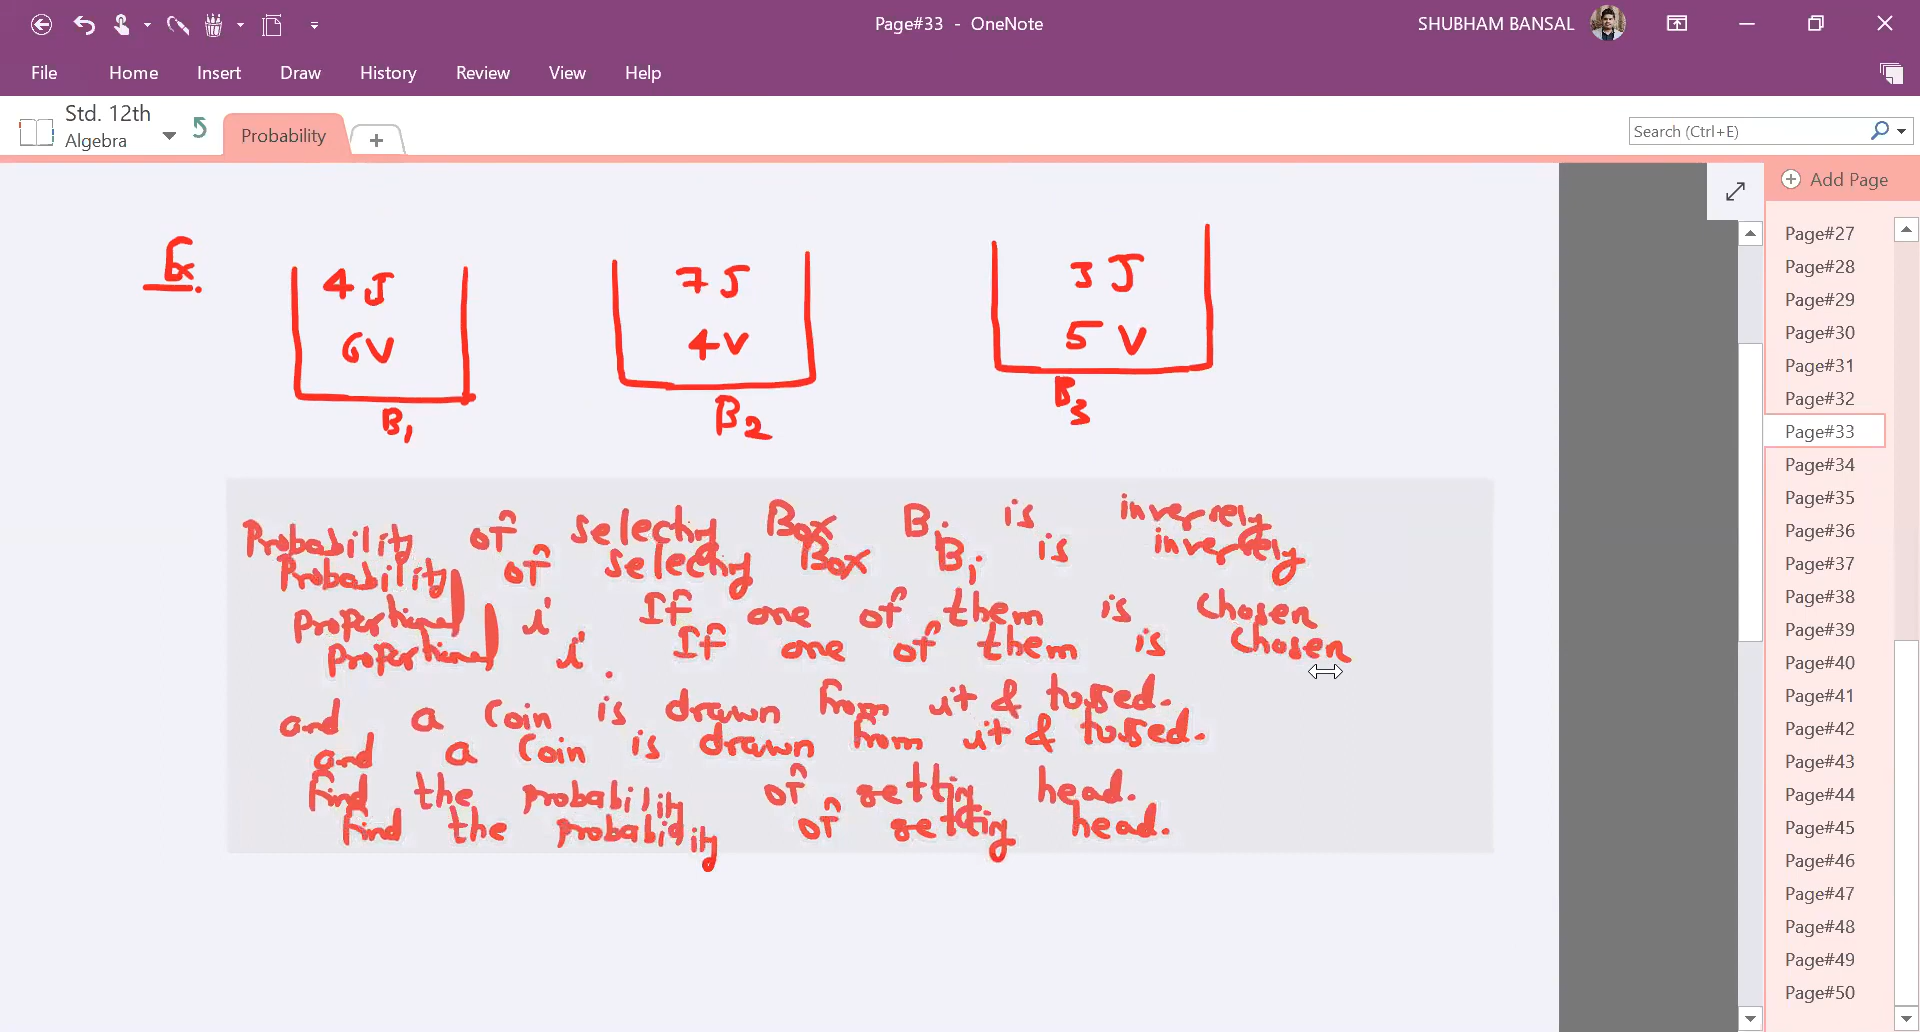 Page#33 - OneNote
SHUBHAM BANSAL
File Home Insert Draw History Review View Help
Std. 12th
Algebra
Probability
Search (Ctrl+E)
Add Page
Page#27
Page#28
Page#29
Page#30
Page#31
Page#32
Page#33
Page#34
Page#35
Page#36
Page#37
Page#38
Page#39
Page#40
Page#41
Page#42
Page#43
Page#44
Page#45
Page#46
Page#47
Page#48
Page#49
Page#50
Ex.
4 J
6V
B1
7 J
4V
B2
3 J
5 V
B3
Probability of selecting Box Bi is inversely
Probability of selecting Box Bi is inversely
proportional i If one of them is chosen
proportional i. If one of them is chosen
and a coin is drawn from it & tossed.
and a coin is drawn from it & tossed.
find the probability of getting head.
find the probability of getting head.